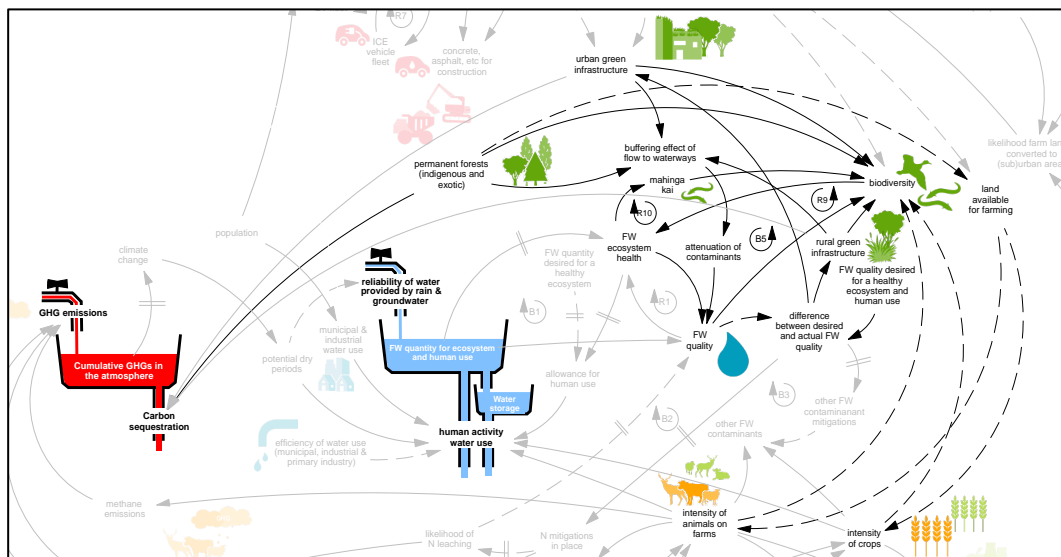 R7
ICE
vehicle
fleet
concrete,
asphalt, etc for
construction
urban green
infrastructure
likelihood farm land
converted to
(sub)urban area
permanent forests
(indigenous and
exotic)
buffering effect of
flow to waterways
mahinga
kai
R10
biodiversity
R9
land
available
for farming
population
climate
change
FW
ecosystem
health
attenuation of
contaminants
B5
rural green
infrastructure
FW quality desired
for a healthy
ecosystem and
human use
FW quantity
desired for a
healthy
ecosystem
reliability of water
provided by rain &
groundwater
GHG emissions
B1
R1
difference
between desired
and actual FW
quality
municipal &
industrial
water use
FW quantity for ecosystem
and human use
FW
quality
potential dry
periods
Cumulative GHGs in
the atmosphere
allowance for
human use
B3
Water
storage
Carbon
sequestration
B2
other FW
contaminants
other FW
contaminanant
mitigations
human activity
water use
efficiency of water use
(municipal, industrial &
primary industry)
methane
emissions
intensity of
animals on
farms
likelihood of
N leaching
N mitigations
in place
intensity
of crops